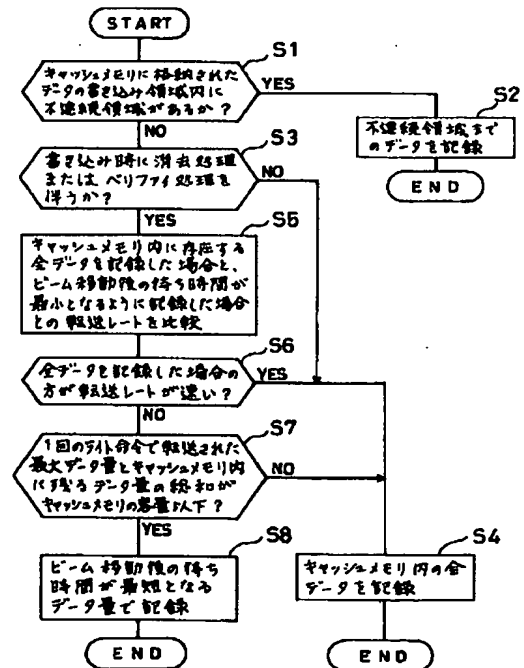 START
S1
キャッシュメモリに格納された
データの書き込み領域内に
不連続領域があるか?
YES
S2
不連続領域まで
のデータを記録
END
NO
S3
書き込み時に消去処理
またはベリファイ処理を
伴うか?
NO
YES
S5
キャッシュメモリ内に存在する
全データを記録した場合と、
ビーム移動後の待ち時間が
最小となるように記録した場合
との転送レートを比較
S6
全データを記録した場合の
方が転送レートが速い?
YES
NO
S7
1回のライト命令で転送された
最大データ量とキャッシュメモリ内
に残るデータ量の総和が
キャッシュメモリの容量以下?
NO
YES
S8
ビーム移動後の待ち
時間が最短となる
データ量で記録
END
S4
キャッシュメモリ内の全
データを記録
END